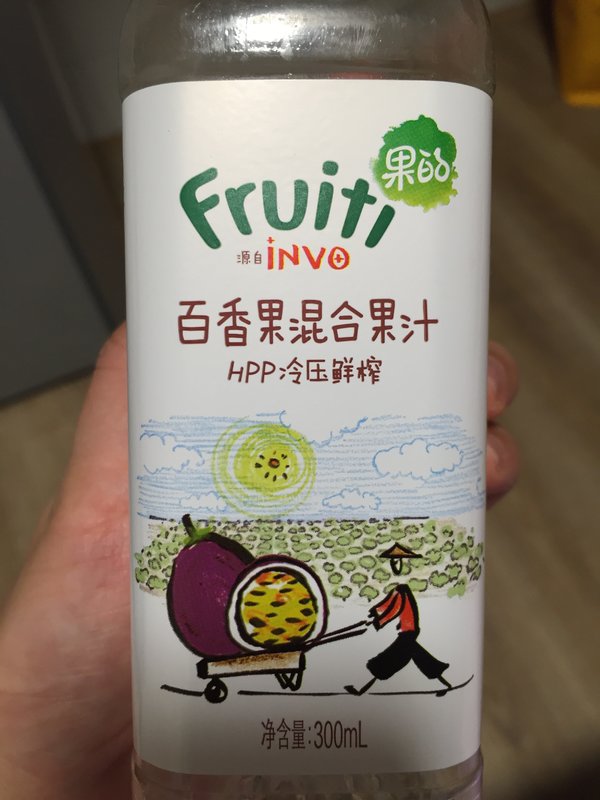 果的
Fruiti
源自 iNVO
百香果混合果汁
HPP冷压鲜榨
净含量:300mL